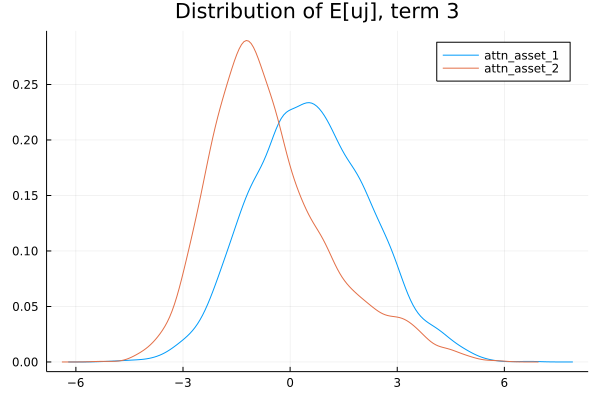 Distribution of E[uj], term 3
attn_asset_1
attn_asset_2
0.25
0.20
0.15
0.10
0.05
0.00
−6 −3 0 3 6